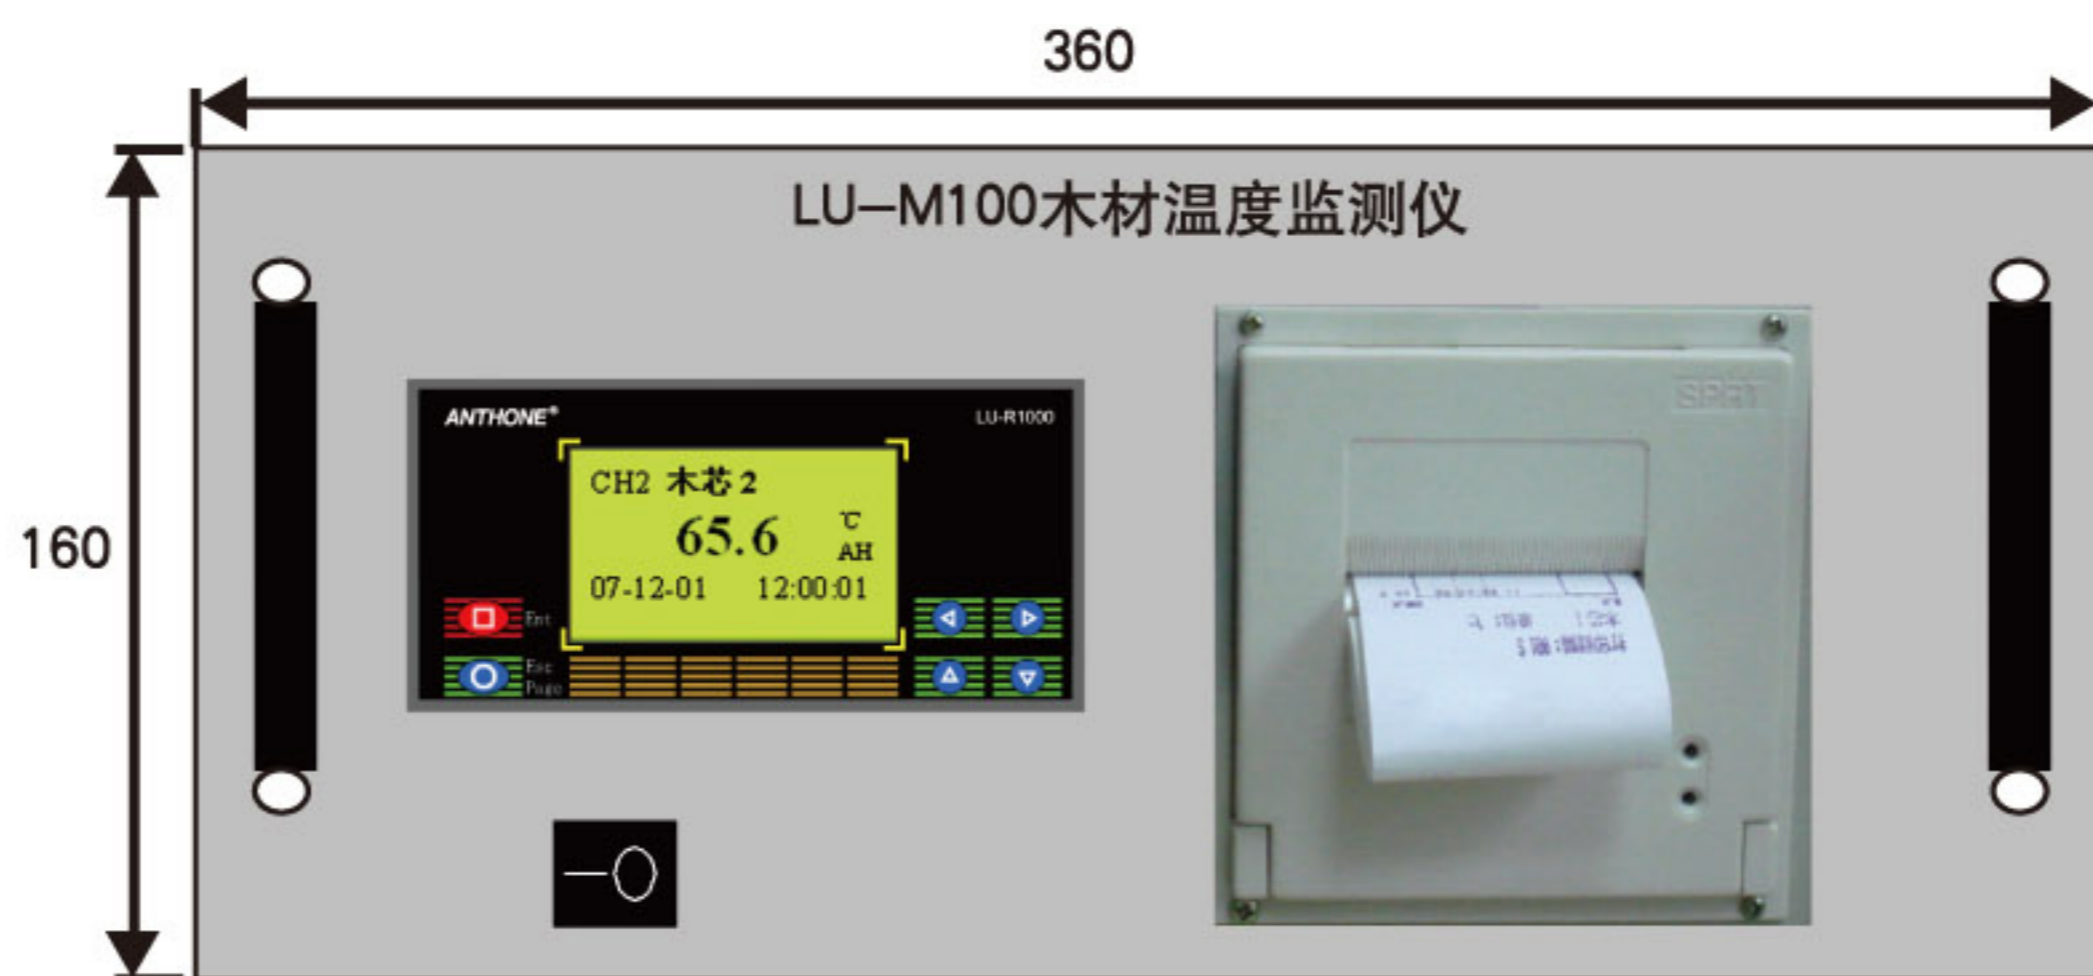 360
LU—M100木材温度监测仪
160
ANTHONE®
LU-R1000
CH2 木芯 2
65.6
℃
AH
07-12-01 12:00:01
Ent
Esc
Page
SPRT